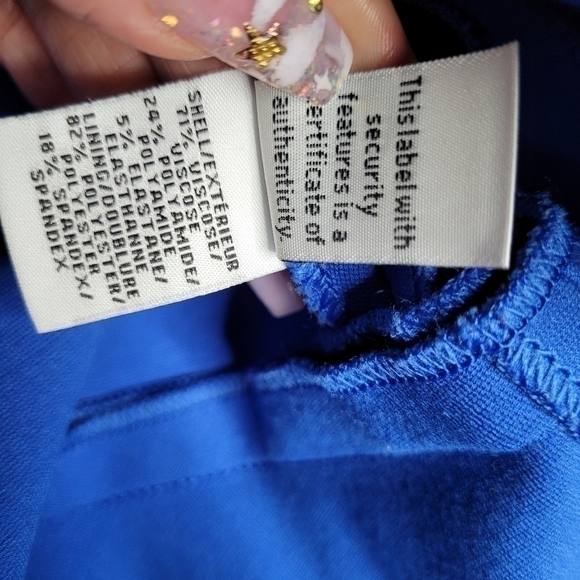 SHELL/EXTÉRIEUR
71% VISCOSE/
VISCOSE
24% POLYAMIDE/
POLYAMIDE
5% ELASTANE/
ÉLASTHANNE
LINING/DOUBLURE
82% POLYESTER/
POLYESTER
18% SPANDEX/
SPANDEX
This label with
security
features is a
certificate of
authenticity.